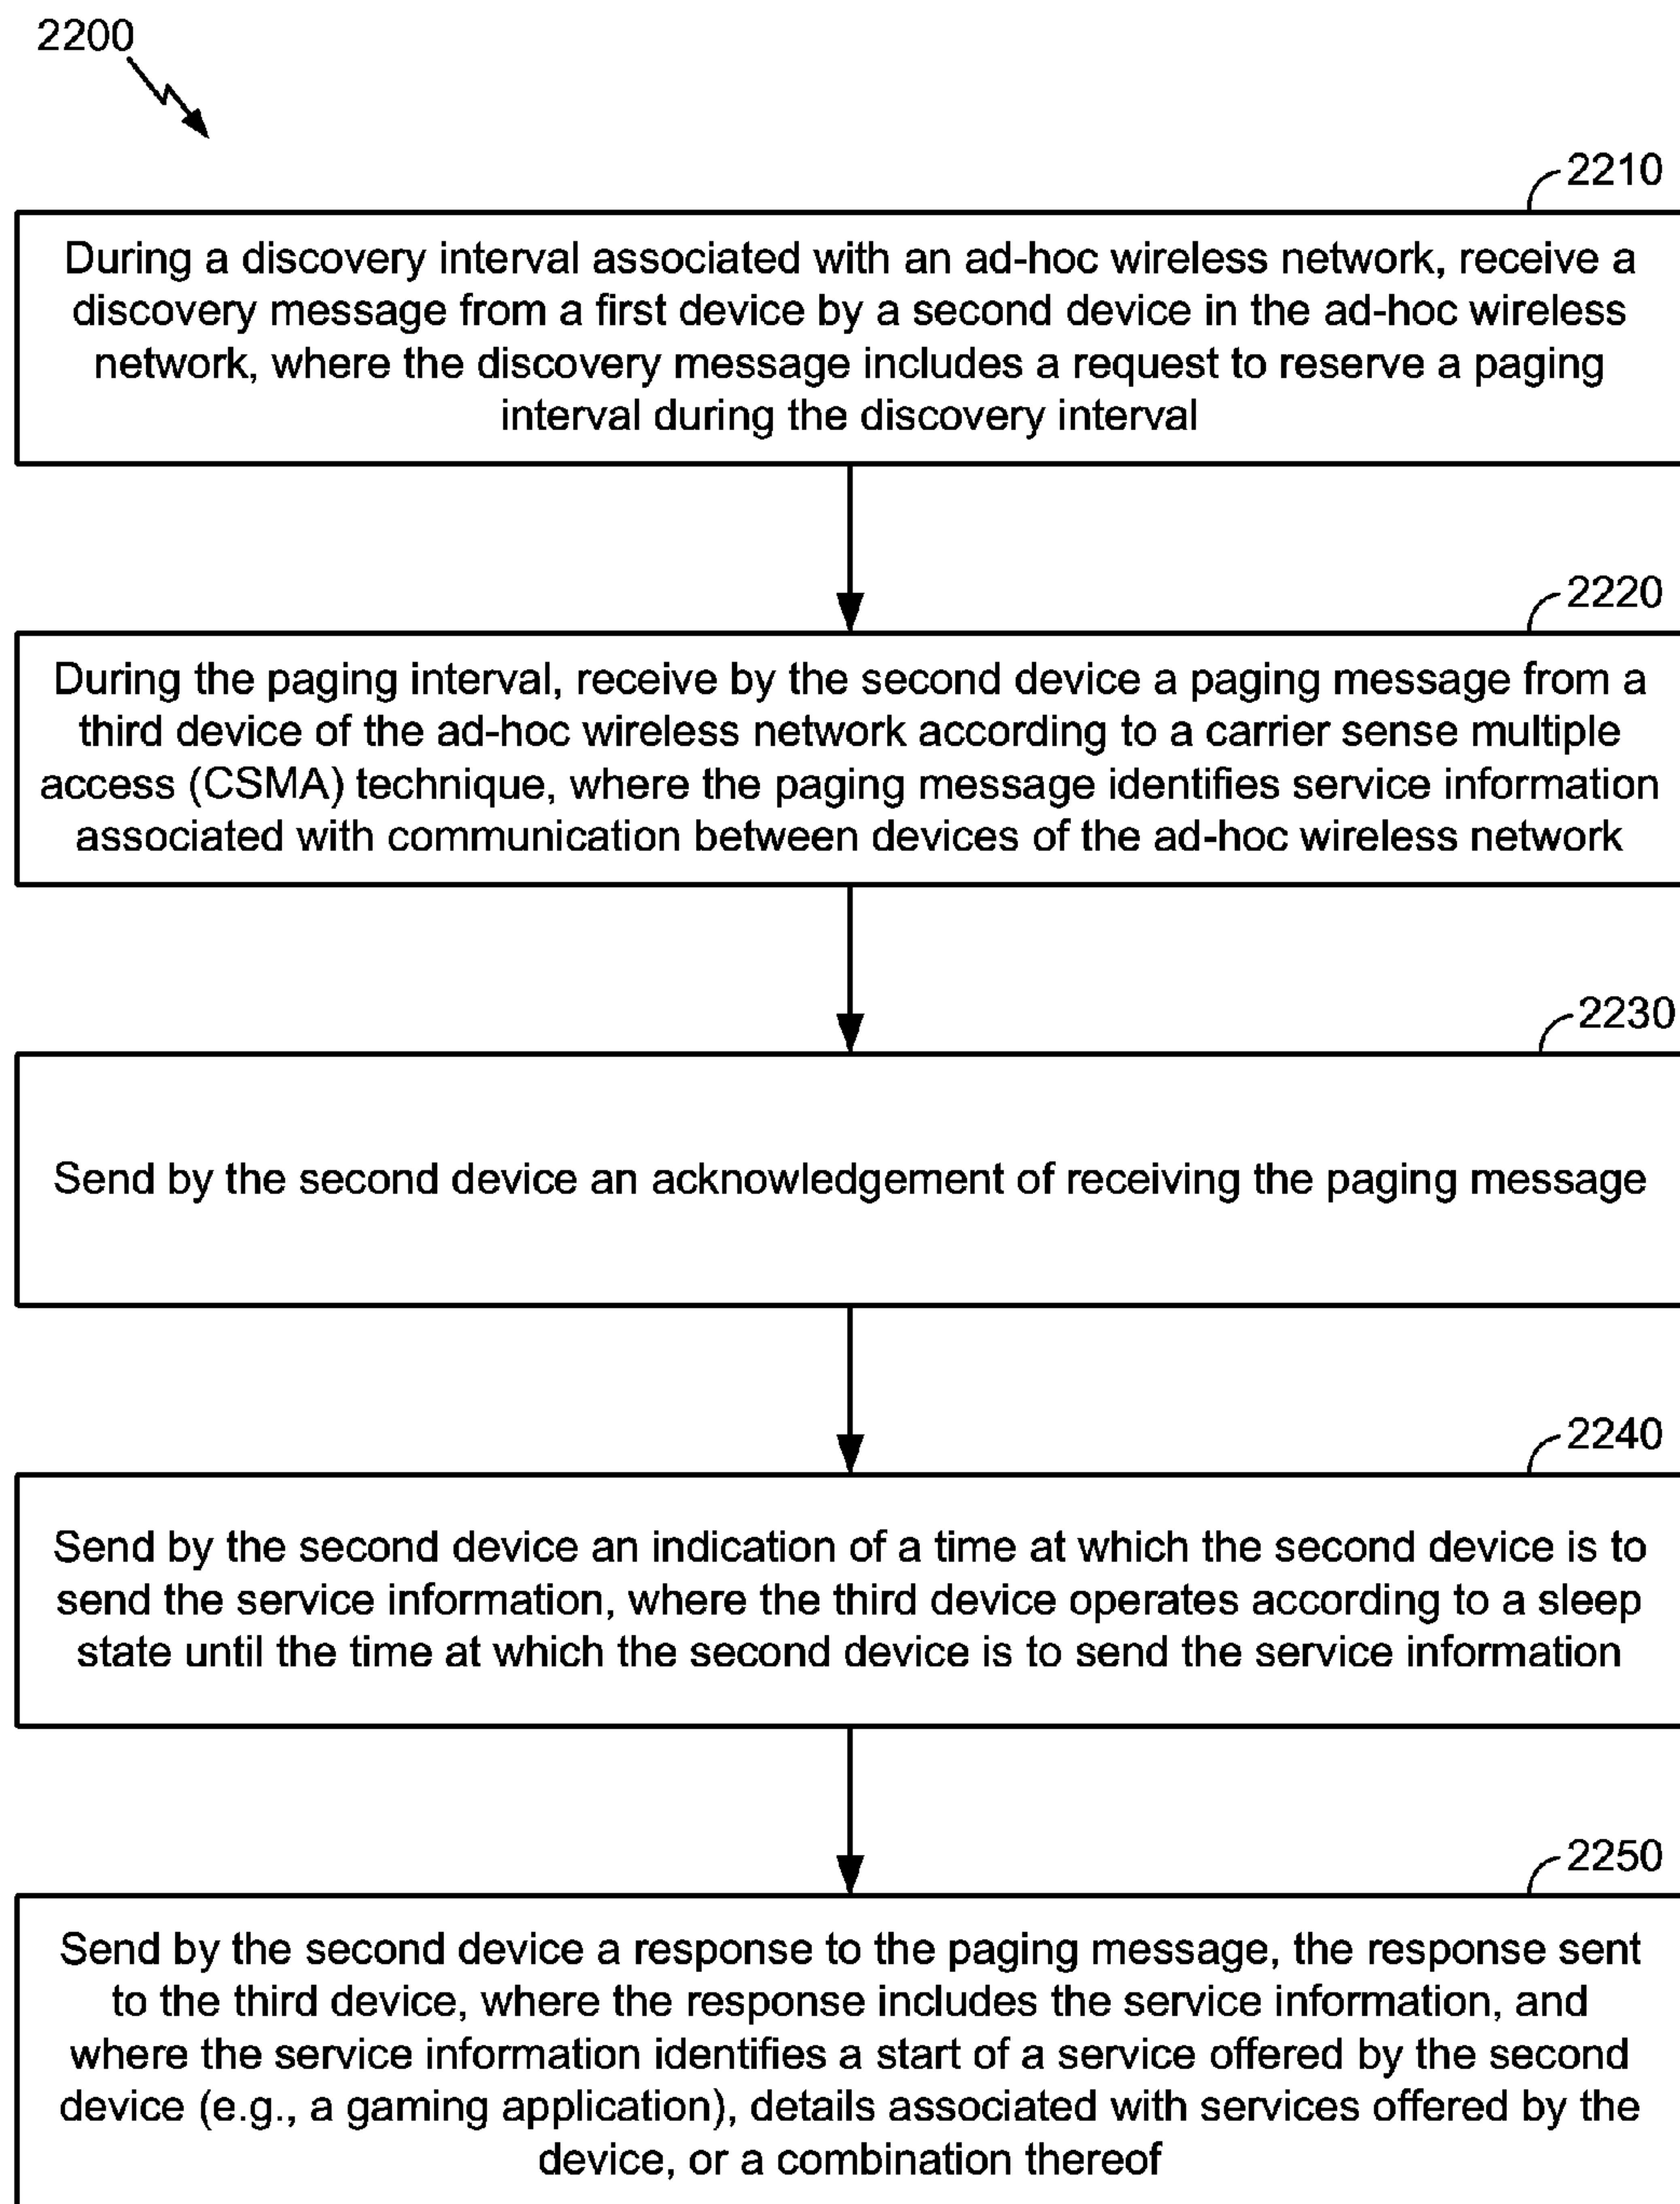 2200
2210
During a discovery interval associated with an ad-hoc wireless network, receive a
discovery message from a first device by a second device in the ad-hoc wireless
network, where the discovery message includes a request to reserve a paging
interval during the discovery interval
2220
During the paging interval, receive by the second device a paging message from a
third device of the ad-hoc wireless network according to a carrier sense multiple
access (CSMA) technique, where the paging message identifies service information
associated with communication between devices of the ad-hoc wireless network
2230
Send by the second device an acknowledgement of receiving the paging message
2240
Send by the second device an indication of a time at which the second device is to
send the service information, where the third device operates according to a sleep
state until the time at which the second device is to send the service information
2250
Send by the second device a response to the paging message, the response sent
to the third device, where the response includes the service information, and
where the service information identifies a start of a service offered by the second
device (e.g., a gaming application), details associated with services offered by the
device, or a combination thereof